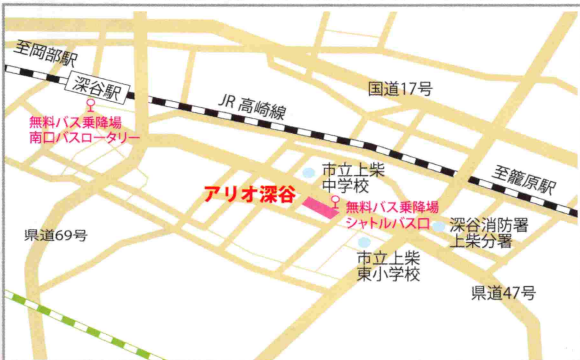 至岡部駅
深谷駅
国道17号
JR 高崎線
無料バス乗降場
南口バスロータリー
市立上柴
中学校
至籠原駅
アリオ深谷
無料バス乗降場
シャトルバス口
深谷消防署
上柴分署
県道69号
市立上柴
東小学校
県道47号